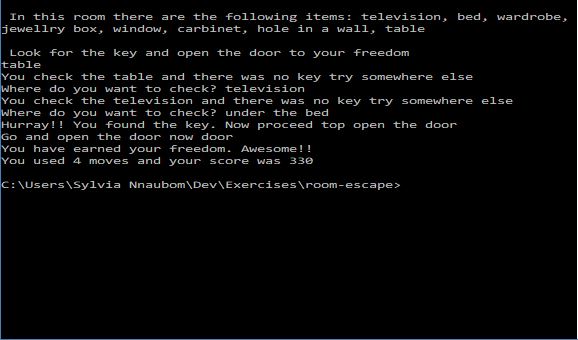 In this room there are the following items: television, bed, wardrobe,
jewellry box, window, carbinet, hole in a wall, table
Look for the key and open the door to your freedom
table
You check the table and there was no key try somewhere else
Where do you want to check? television
You check the television and there was no key try somewhere else
Where do you want to check? under the bed
Hurray!! You found the key. Now proceed top open the door
Go and open the door now door
You have earned your freedom. Awesome!!
You used 4 moves and your score was 330
C:\Users\Sylvia Nnaubom\Dev\Exercises\room-escape>